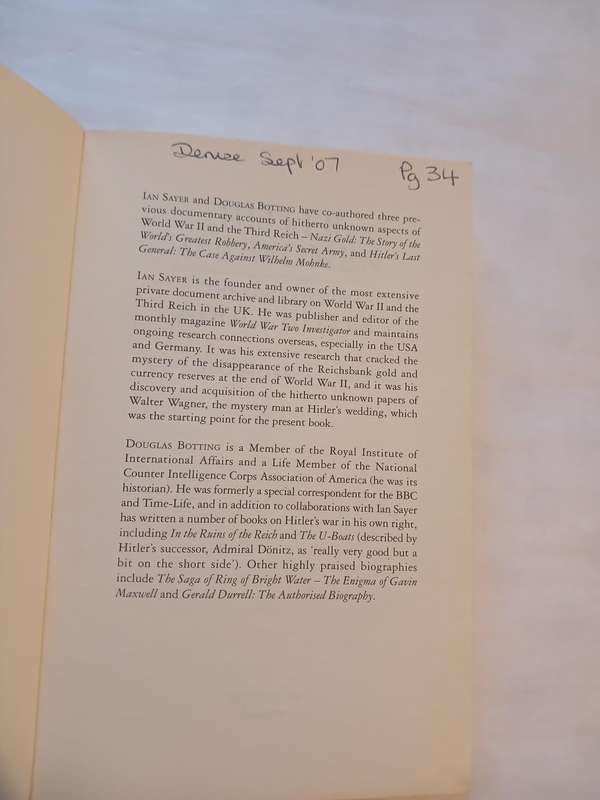 Denise Sept '07 Pg 34
IAN SAYER and DOUGLAS BOTTING have co-authored three pre-
vious documentary accounts of hitherto unknown aspects of
World War II and the Third Reich – Nazi Gold: The Story of the
World's Greatest Robbery, America's Secret Army, and Hitler's Last
General: The Case Against Wilhelm Mohnke.
IAN SAYER is the founder and owner of the most extensive
private document archive and library on World War II and the
Third Reich in the UK. He was publisher and editor of the
monthly magazine World War Two Investigator and maintains
ongoing research connections overseas, especially in the USA
and Germany. It was his extensive research that cracked the
mystery of the disappearance of the Reichsbank gold and
currency reserves at the end of World War II, and it was his
discovery and acquisition of the hitherto unknown papers of
Walter Wagner, the mystery man at Hitler's wedding, which
was the starting point for the present book.
DOUGLAS BOTTING is a Member of the Royal Institute of
International Affairs and a Life Member of the National
Counter Intelligence Corps Association of America (he was its
historian). He was formerly a special correspondent for the BBC
and Time-Life, and in addition to collaborations with Ian Sayer
has written a number of books on Hitler's war in his own right,
including In the Ruins of the Reich and The U-Boats (described by
Hitler's successor, Admiral Dönitz, as 'really very good but a
bit on the short side'). Other highly praised biographies
include The Saga of Ring of Bright Water – The Enigma of Gavin
Maxwell and Gerald Durrell: The Authorised Biography.